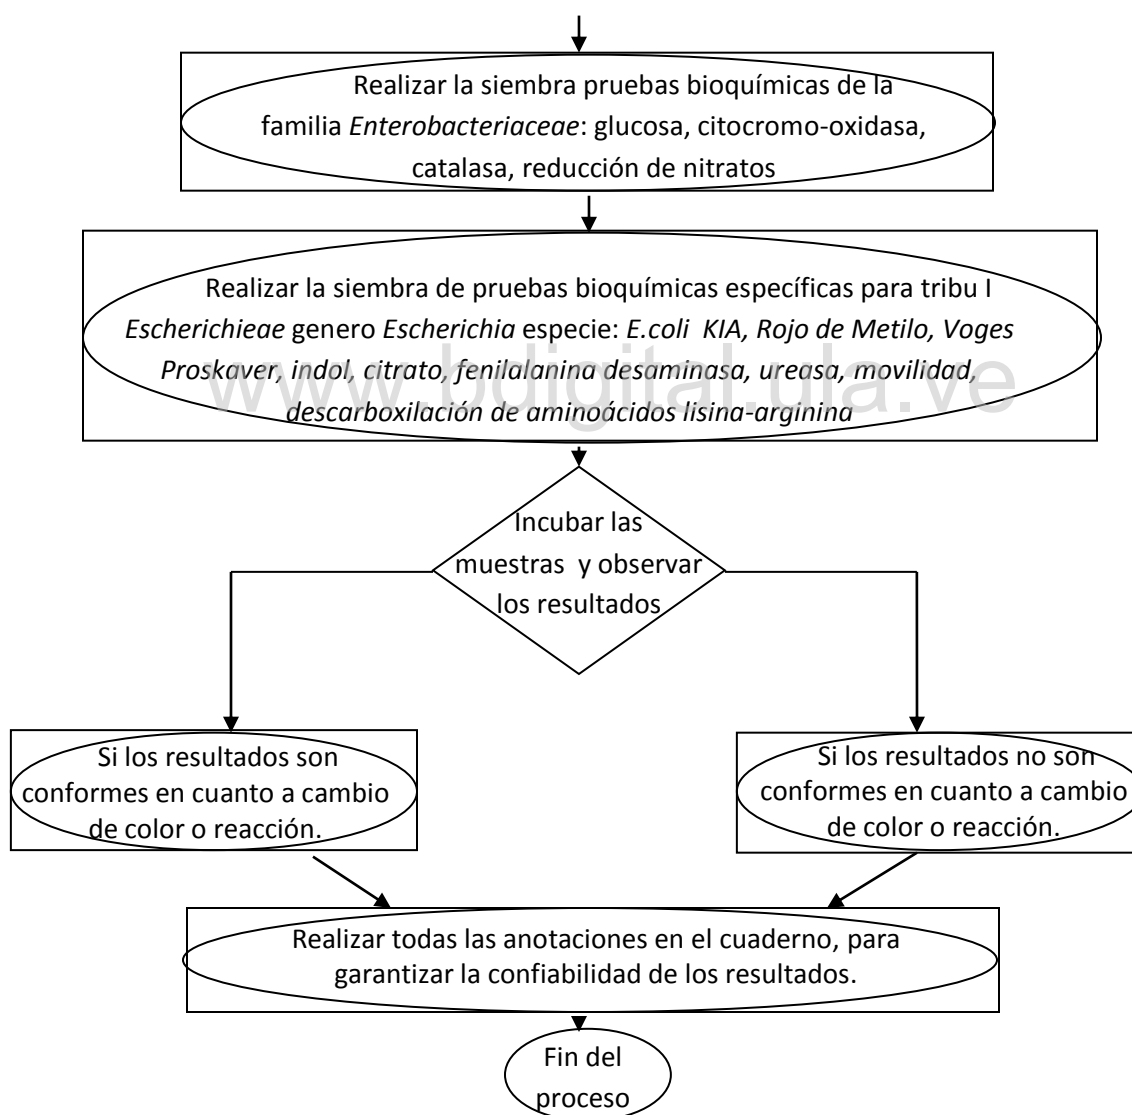 Realizar la siembra pruebas bioquímicas de la
familia Enterobacteriaceae: glucosa, citocromo-oxidasa,
catalasa, reducción de nitratos
Realizar la siembra de pruebas bioquímicas específicas para tribu I
Escherichieae genero Escherichia especie: E.coli KIA, Rojo de Metilo, Voges
Proskaver, indol, citrato, fenilalanina desaminasa, ureasa, movilidad,
descarboxilación de aminoácidos lisina-arginina
www.bdigital.ula.ve
Incubar las
muestras y observar
los resultados
Si los resultados son
conformes en cuanto a cambio
de color o reacción.
Si los resultados no son
conformes en cuanto a cambio
de color o reacción.
Realizar todas las anotaciones en el cuaderno, para
garantizar la confiabilidad de los resultados.
Fin del
proceso